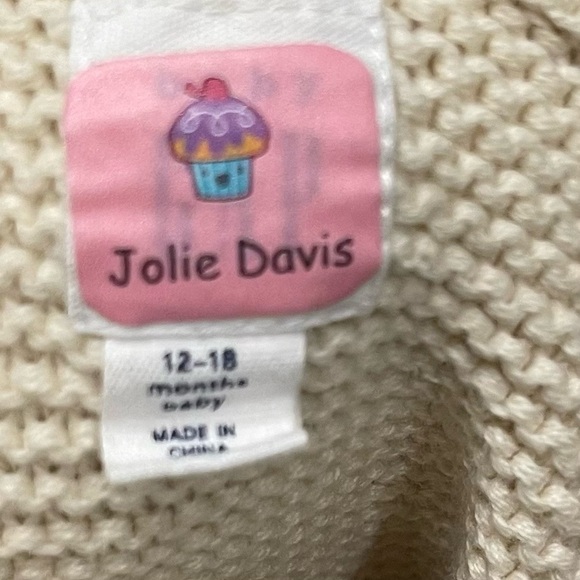 Jolie Davis
12-18
months
baby
MADE IN
CHINA